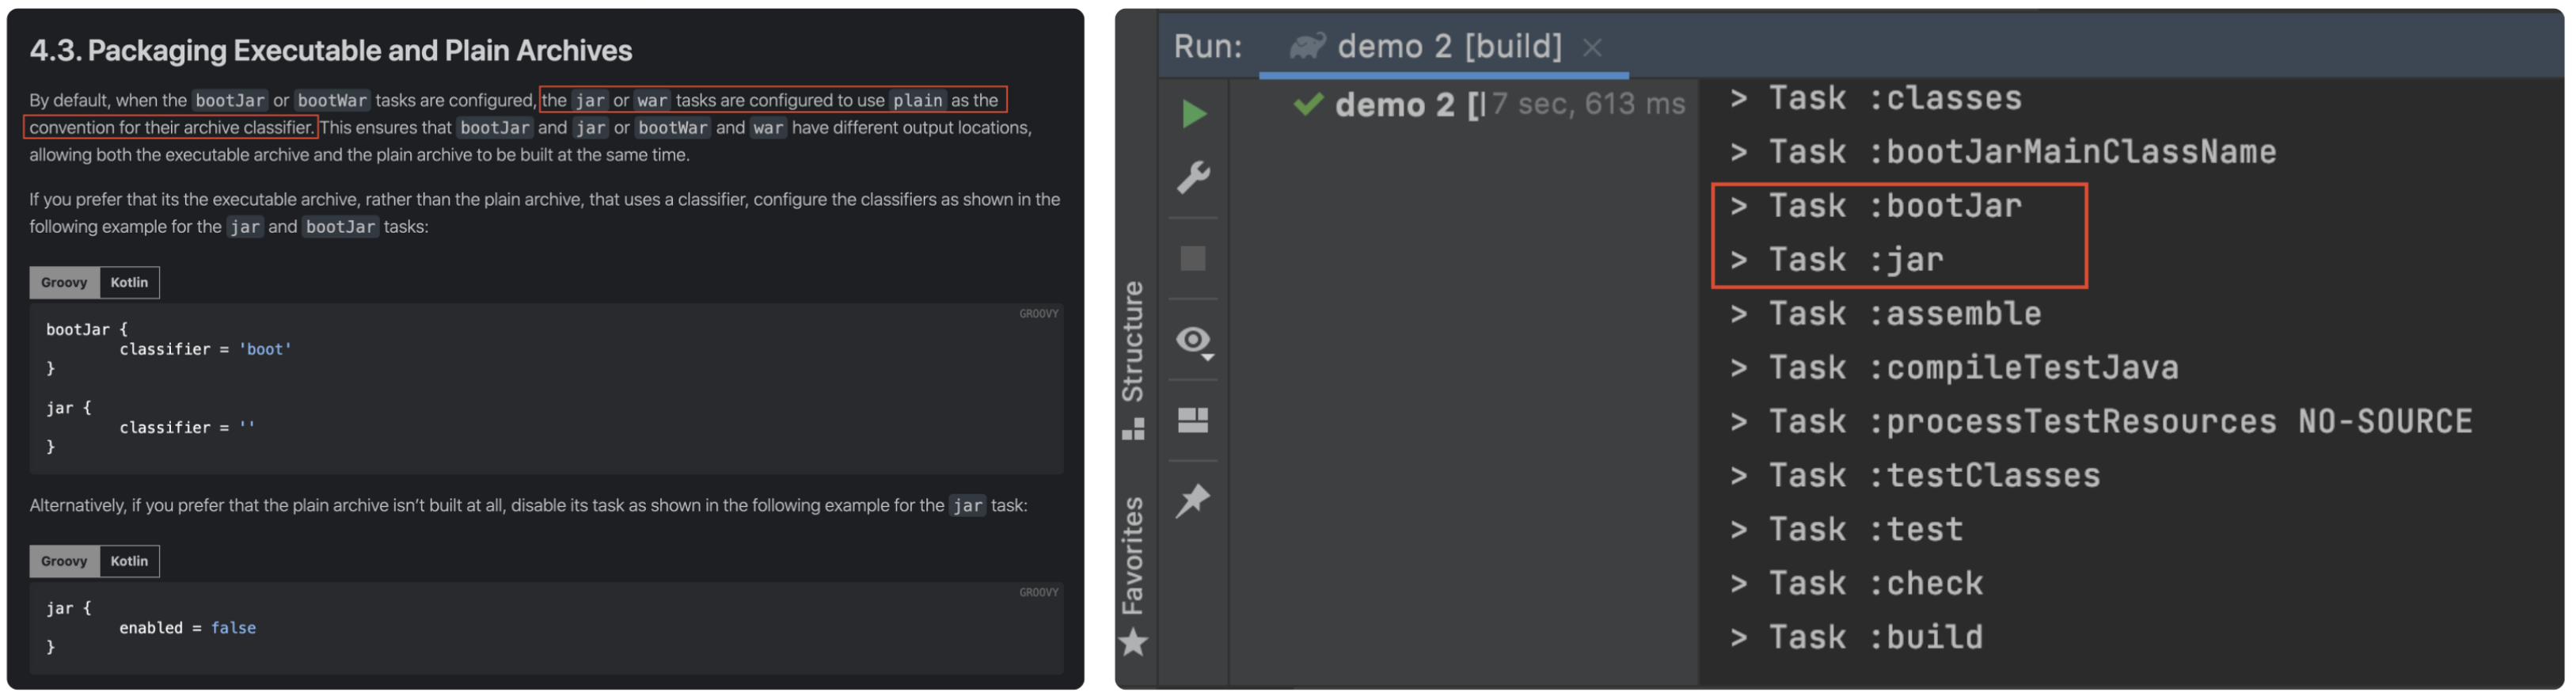 4.3. Packaging Executable and Plain Archives
By default, when the bootJar or bootWar tasks are configured, the jar or war tasks are configured to use plain as the
convention for their archive classifier. This ensures that bootJar and jar or bootWar and war have different output locations,
allowing both the executable archive and the plain archive to be built at the same time.
If you prefer that its the executable archive, rather than the plain archive, that uses a classifier, configure the classifiers as shown in the
following example for the jar and bootJar tasks:
Groovy Kotlin
GROOVY
bootJar {
classifier = 'boot'
}
jar {
classifier = ''
}
Alternatively, if you prefer that the plain archive isn't built at all, disable its task as shown in the following example for the jar task:
Groovy Kotlin
GROOVY
jar {
enabled = false
}
Run: demo 2 [build] ×
Structure
Favorites
demo 2 [ 7 sec, 613 ms
> Task :classes
> Task :bootJarMainClassName
> Task :bootJar
> Task :jar
> Task :assemble
> Task :compileTestJava
> Task :processTestResources NO-SOURCE
> Task :testClasses
> Task :test
> Task :check
> Task :build